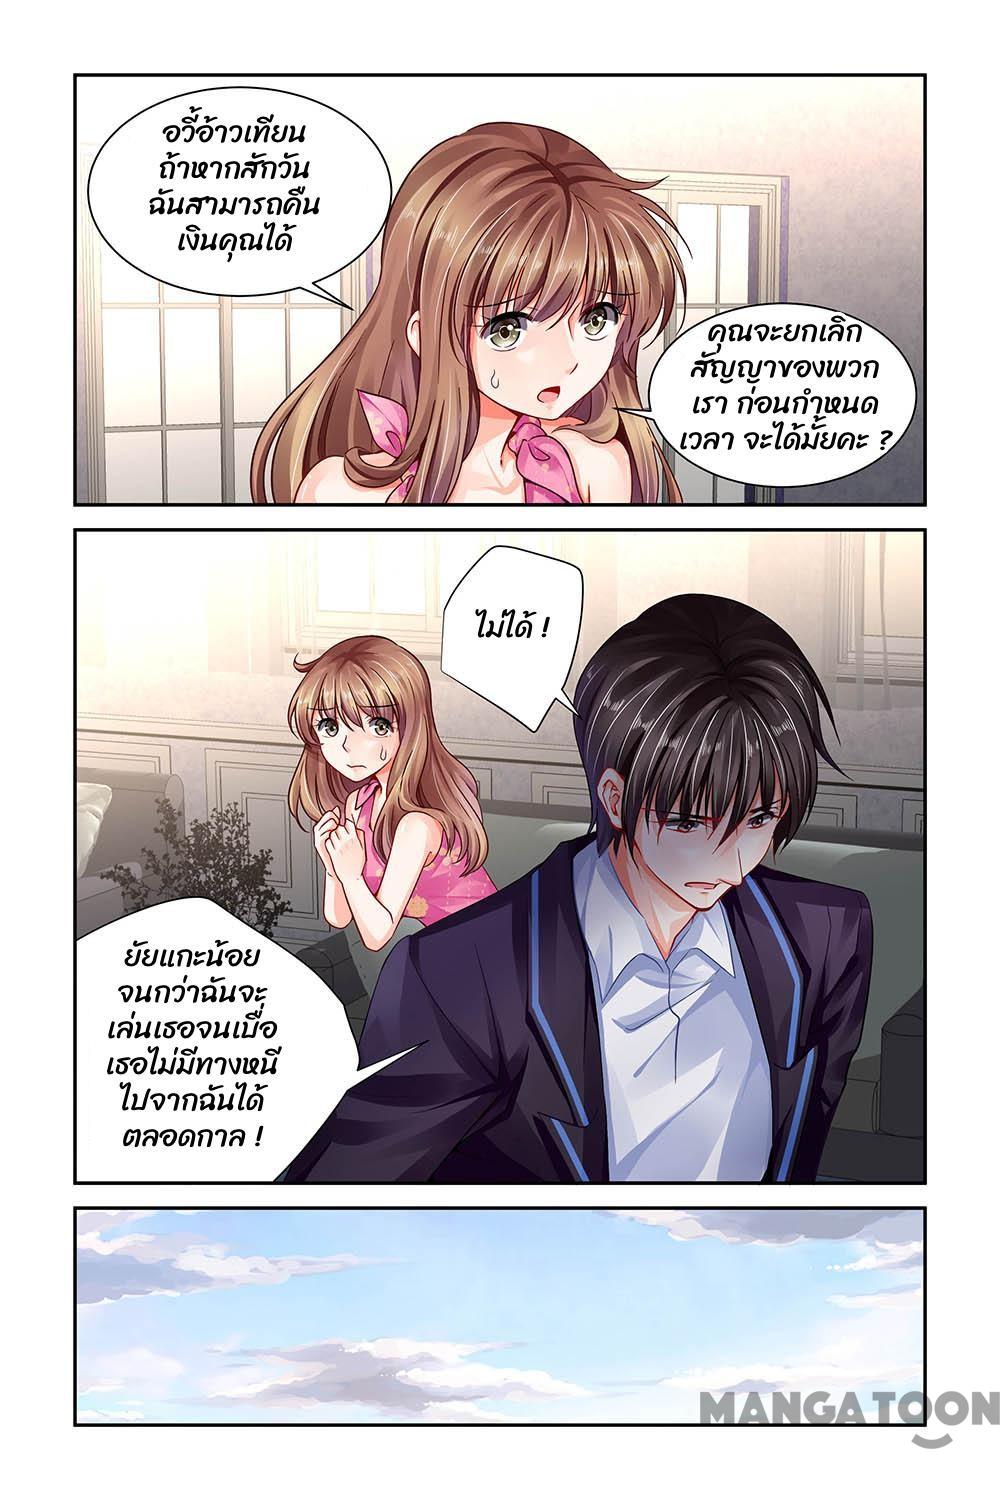 อวี้อ้าวเทียน
ถ้าหากสักวัน
ฉันสามารถคืน
เงินคุณได้
คุณจะยกเลิก
สัญญาของพวก
เรา ก่อนกำหนด
เวลา จะได้มั้ยคะ ?
ไม่ได้ !
ยัยแกะน้อย
จนกว่าฉันจะ
เล่นเธอจนเบื่อ
เธอไม่มีทางหนี
ไปจากฉันได้
ตลอดกาล !
MANGATOON